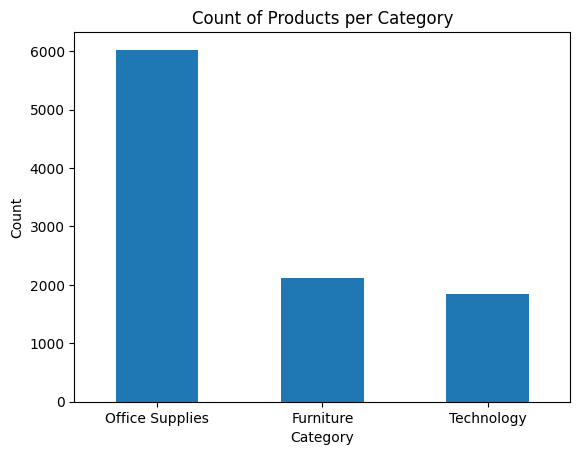 Count of Products per Category
6000
5000
4000
3000
2000
1000
0
Count
Office Supplies
Furniture
Technology
Category